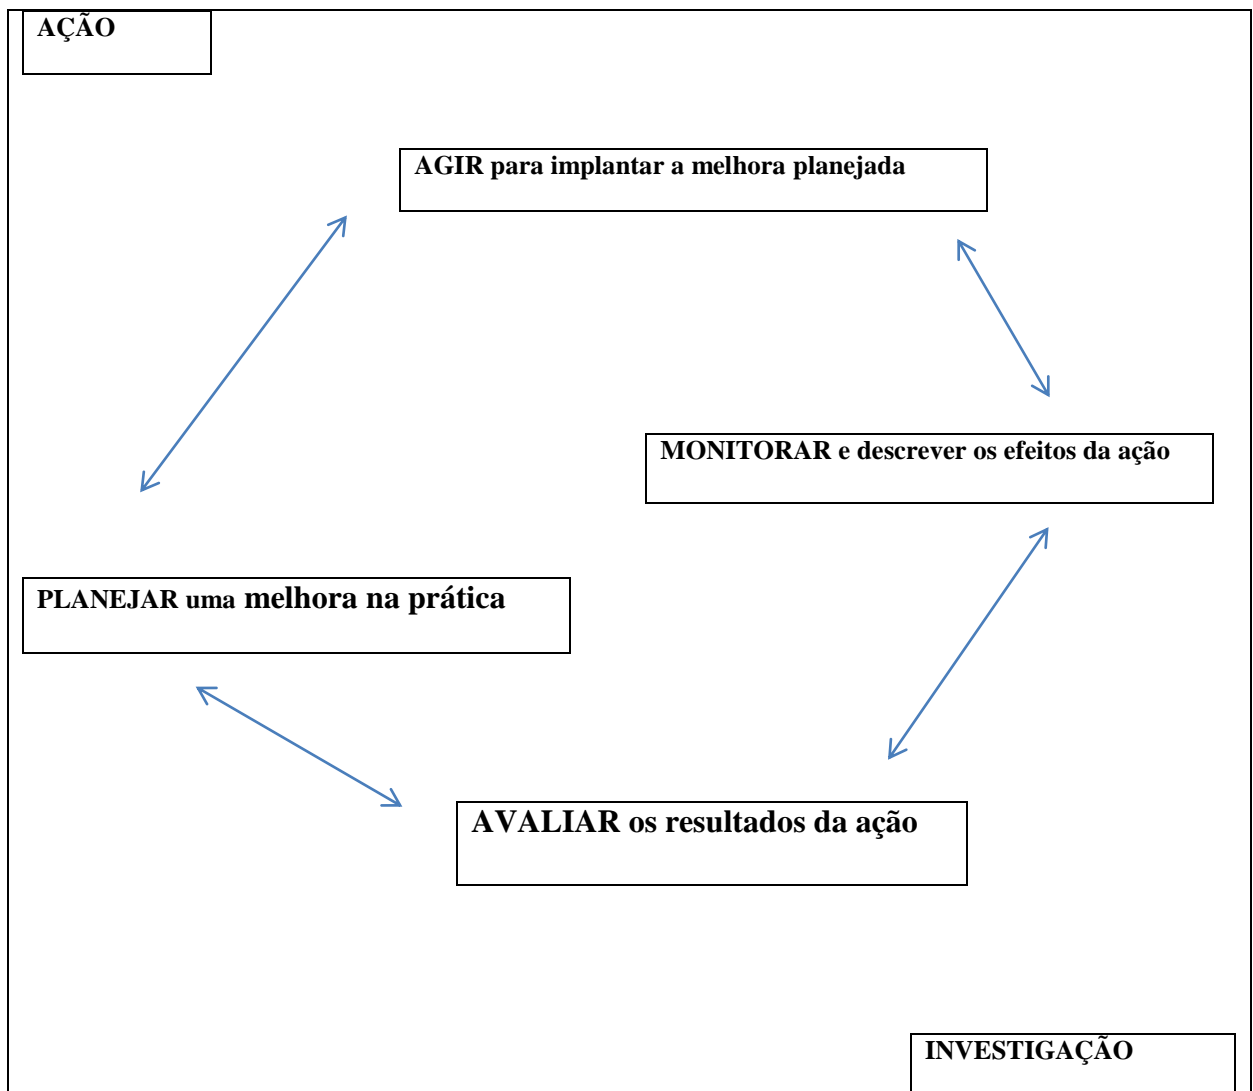 AÇÃO
AGIR para implantar a melhora planejada
MONITORAR e descrever os efeitos da ação
PLANEJAR uma melhora na prática
AVALIAR os resultados da ação
INVESTIGAÇÃO